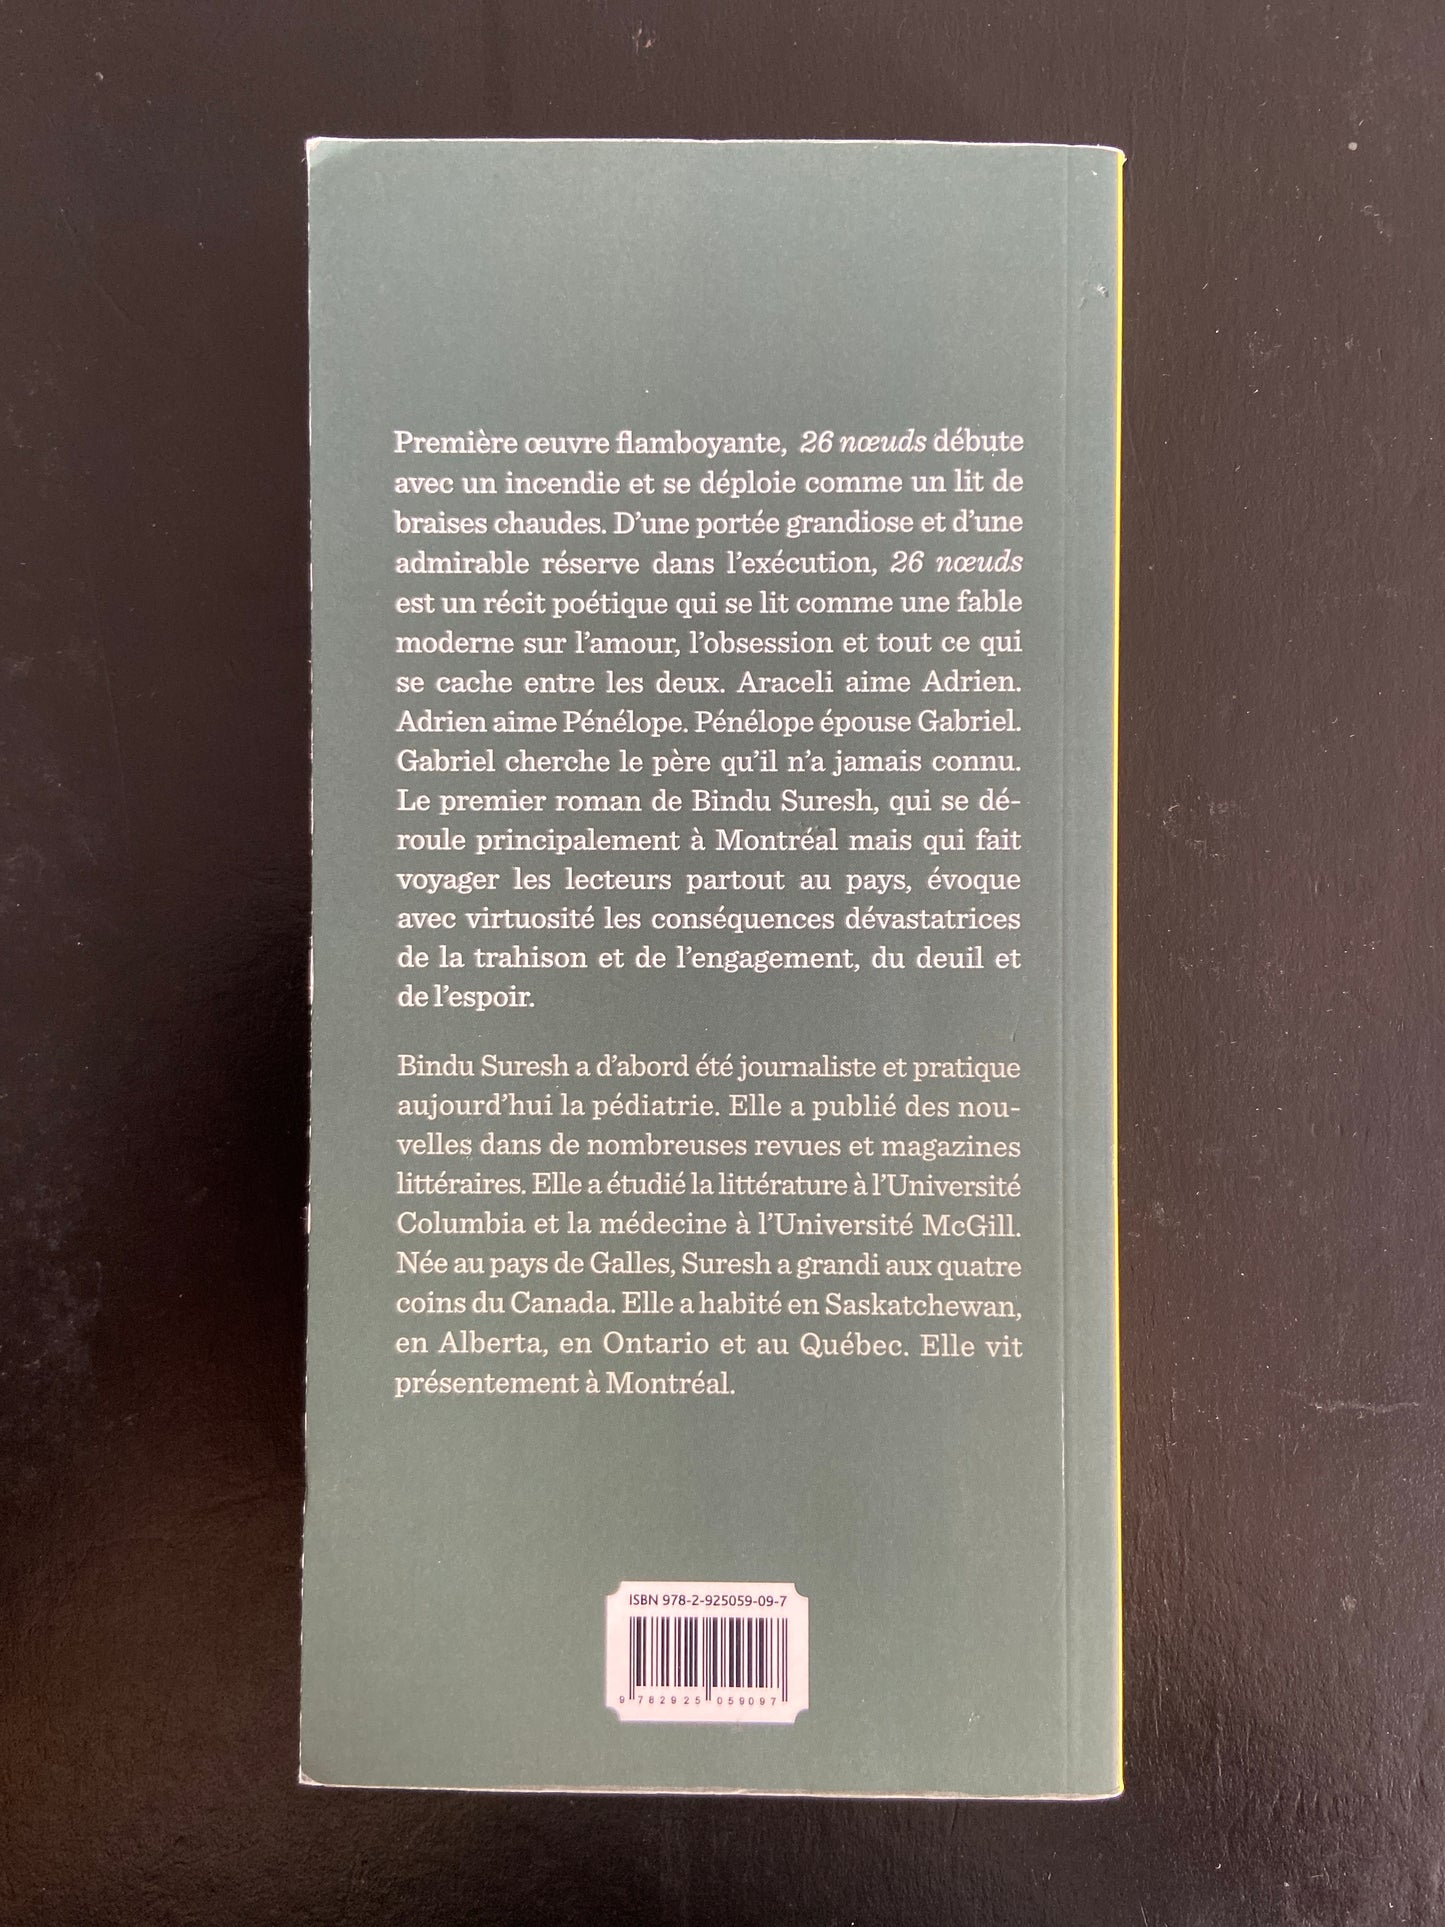 Première œuvre flamboyante, 26 nœuds débute
avec un incendie et se déploie comme un lit de
braises chaudes. D’une portée grandiose et d’une
admirable réserve dans l’exécution, 26 nœuds
est un récit poétique qui se lit comme une fable
moderne sur l’amour, l’obsession et tout ce qui
se cache entre les deux. Araceli aime Adrien.
Adrien aime Pénélope. Pénélope épouse Gabriel.
Gabriel cherche le père qu’il n’a jamais connu.
Le premier roman de Bindu Suresh, qui se dé-
roule principalement à Montréal mais qui fait
voyager les lecteurs partout au pays, évoque
avec virtuosité les conséquences dévastatrices
de la trahison et de l’engagement, du deuil et
de l’espoir.
Bindu Suresh a d’abord été journaliste et pratique
aujourd’hui la pédiatrie. Elle a publié des nou-
velles dans de nombreuses revues et magazines
littéraires. Elle a étudié la littérature à l’Université
Columbia et la médecine à l’Université McGill.
Née au pays de Galles, Suresh a grandi aux quatre
coins du Canada. Elle a habité en Saskatchewan,
en Alberta, en Ontario et au Québec. Elle vit
présentement à Montréal.
ISBN 978-2-925059-09-7
9 782925 059097